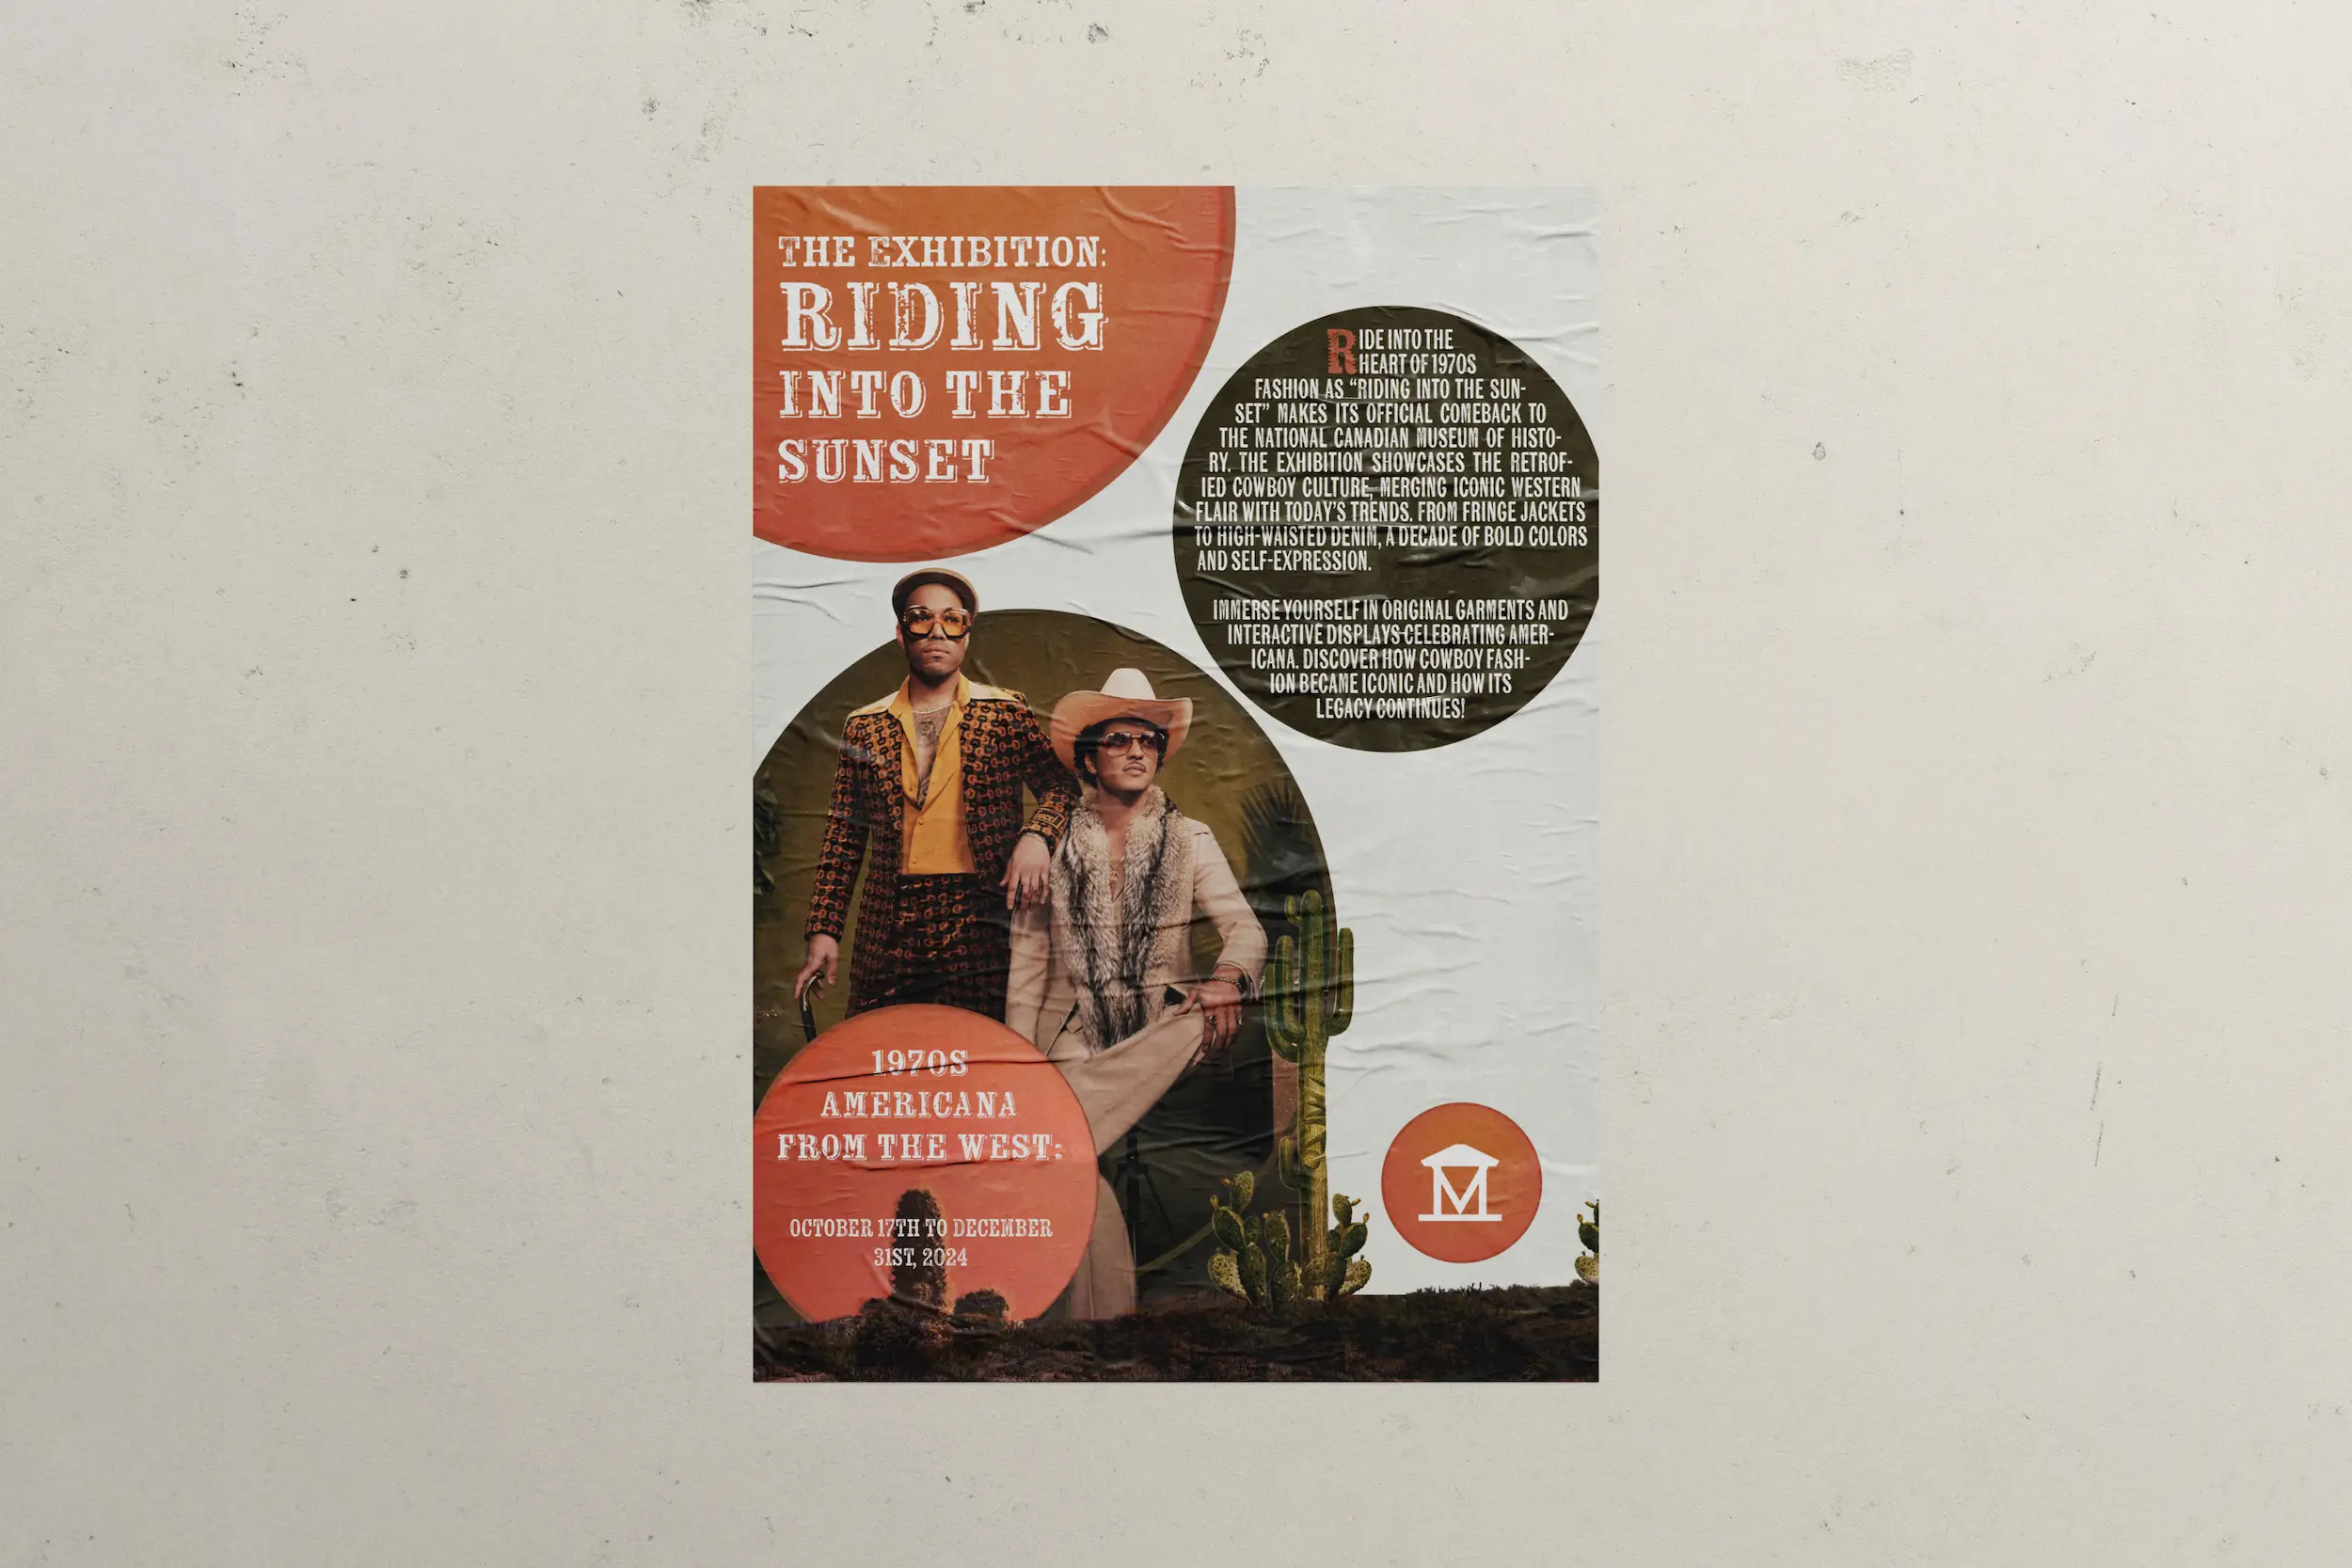 THE EXHIBITION:
RIDING
INTO THE
SUNSET
RIDE INTO THE
HEART OF 1970S
FASHION AS “RIDING INTO THE SUN-
SET” MAKES ITS OFFICIAL COMEBACK TO
THE NATIONAL CANADIAN MUSEUM OF HISTO-
RY. THE EXHIBITION SHOWCASES THE RETROF-
IED COWBOY CULTURE, MERGING ICONIC WESTERN
FLAIR WITH TODAY’S TRENDS. FROM FRINGE JACKETS
TO HIGH-WAISTED DENIM, A DECADE OF BOLD COLORS
AND SELF-EXPRESSION.
IMMERSE YOURSELF IN ORIGINAL GARMENTS AND
INTERACTIVE DISPLAYS CELEBRATING AMER-
ICANA. DISCOVER HOW COWBOY FASH-
ION BECAME ICONIC AND HOW ITS
LEGACY CONTINUES!
1970S
AMERICANA
FROM THE WEST:
OCTOBER 17TH TO DECEMBER
31ST, 2024
M